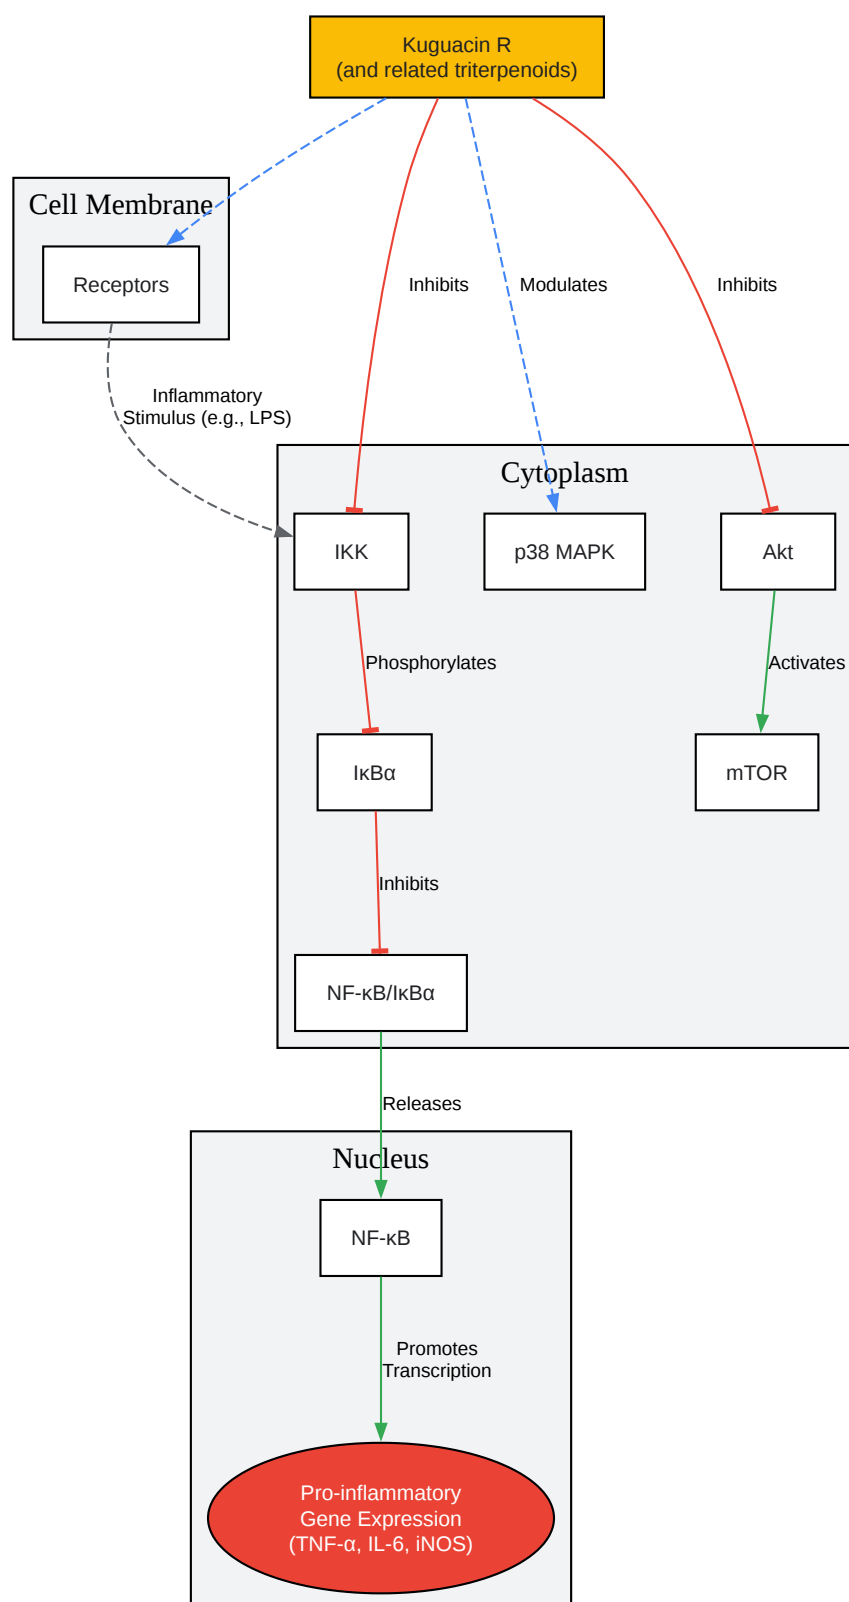 Kuguacin R
(and related triterpenoids)
Cell Membrane
Receptors
Inhibits
Modulates
Inhibits
Inflammatory
Stimulus (e.g., LPS)
Cytoplasm
IKK
p38 MAPK
Akt
Phosphorylates
Activates
IκBα
mTOR
Inhibits
NF-κB/IκBα
Releases
Nucleus
NF-κB
Promotes
Transcription
Pro-inflammatory
Gene Expression
(TNF-α, IL-6, iNOS)